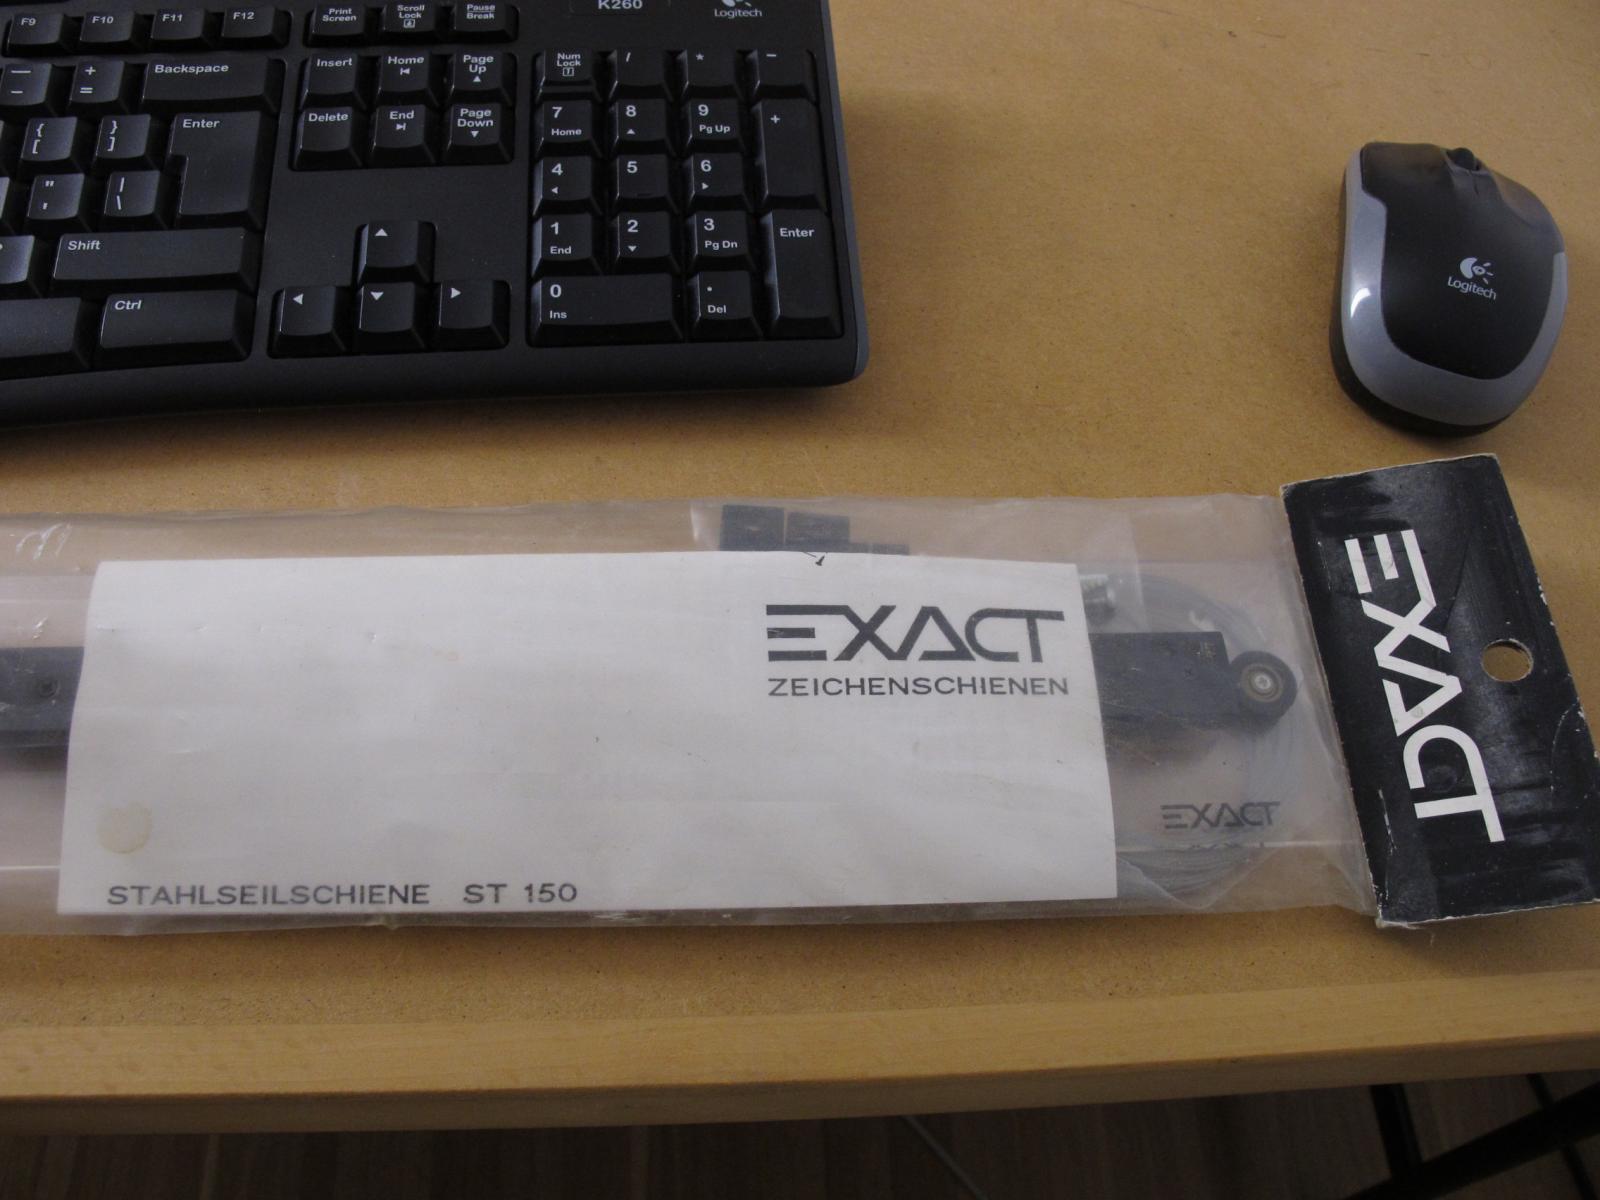 F9 F10 F11 F12 Print Screen Scroll Lock Pause Break K260 Logitech
+ = Backspace Insert Home Page Up Num Lock / * -
{ [ } ] Enter Delete End Page Down 7 Home 8 9 Pg Up +
" ' | \ 4 5 6
Shift 1 End 2 3 Pg Dn Enter
Ctrl 0 Ins . Del
Logitech
EXACT
ZEICHENSCHIENEN
STAHLSEILSCHIENE ST 150
EXACT
EXACT